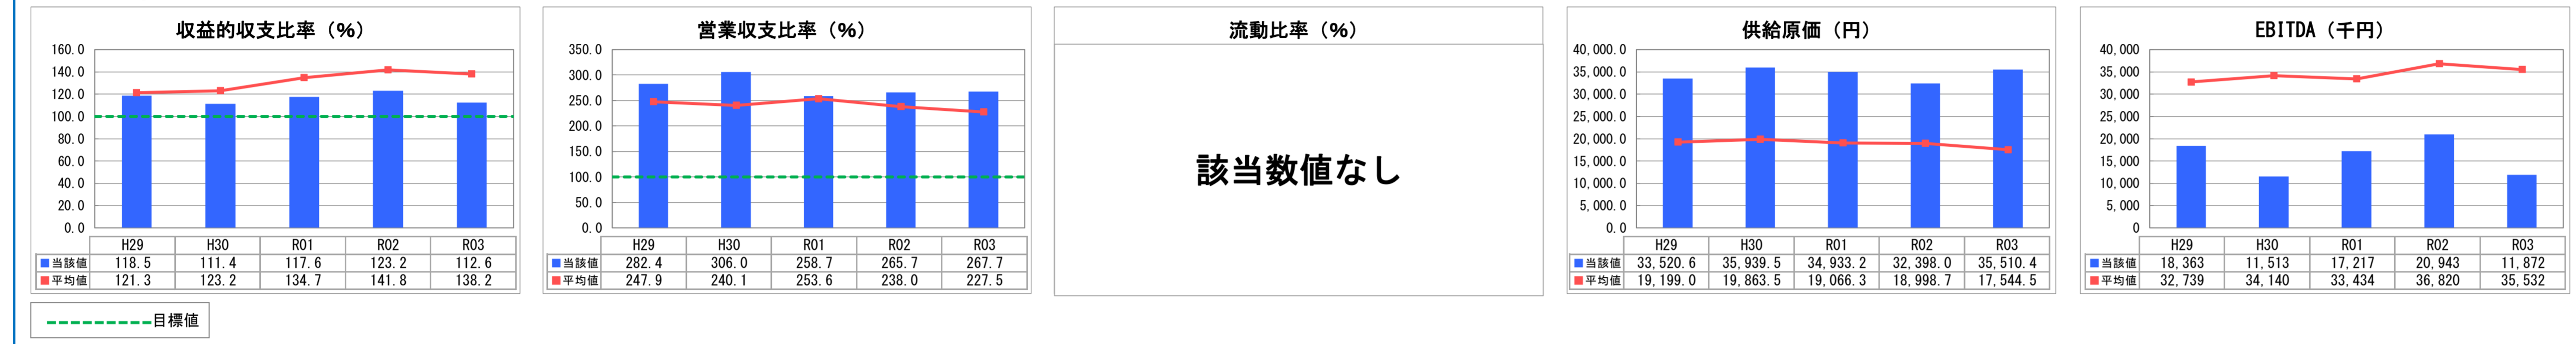 収益的収支比率（％）
160.0
140.0
120.0
100.0
80.0
60.0
40.0
20.0
0.0
H29 H30 R01 R02 R03
当該値 118.5 111.4 117.6 123.2 112.6
平均値 121.3 123.2 134.7 141.8 138.2
営業収支比率（％）
350.0
300.0
250.0
200.0
150.0
100.0
50.0
0.0
H29 H30 R01 R02 R03
当該値 282.4 306.0 258.7 265.7 267.7
平均値 247.9 240.1 253.6 238.0 227.5
流動比率（％）
該当数値なし
供給原価（円）
40,000.0
35,000.0
30,000.0
25,000.0
20,000.0
15,000.0
10,000.0
5,000.0
0.0
H29 H30 R01 R02 R03
当該値 33,520.6 35,939.5 34,933.2 32,398.0 35,510.4
平均値 19,199.0 19,863.5 19,066.3 18,998.7 17,544.5
EBITDA（千円）
40,000
35,000
30,000
25,000
20,000
15,000
10,000
5,000
0
H29 H30 R01 R02 R03
当該値 18,363 11,513 17,217 20,943 11,872
平均値 32,739 34,140 33,434 36,820 35,532
目標値